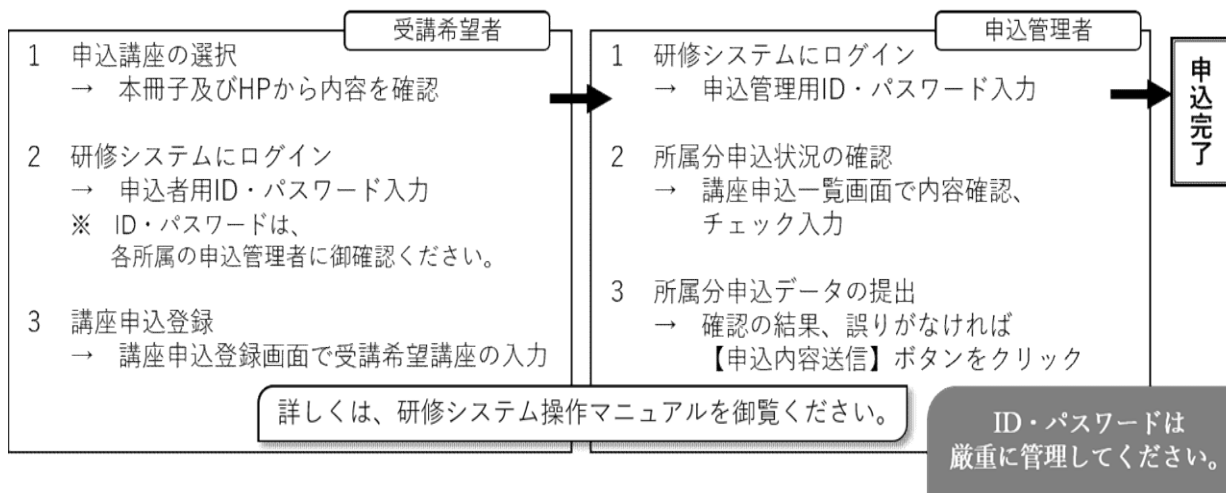 受講希望者
1 申込講座の選択
→ 本冊子及びHPから内容を確認
2 研修システムにログイン
→ 申込者用ID・パスワード入力
※ ID・パスワードは、
各所属の申込管理者に御確認ください。
3 講座申込登録
→ 講座申込登録画面で受講希望講座の入力
申込管理者
1 研修システムにログイン
→ 申込管理用ID・パスワード入力
2 所属分申込状況の確認
→ 講座申込一覧画面で内容確認、
チェック入力
3 所属分申込データの提出
→ 確認の結果、誤りがなければ
【申込内容送信】ボタンをクリック
申込完了
詳しくは、研修システム操作マニュアルを御覧ください。
ID・パスワードは
厳重に管理してください。